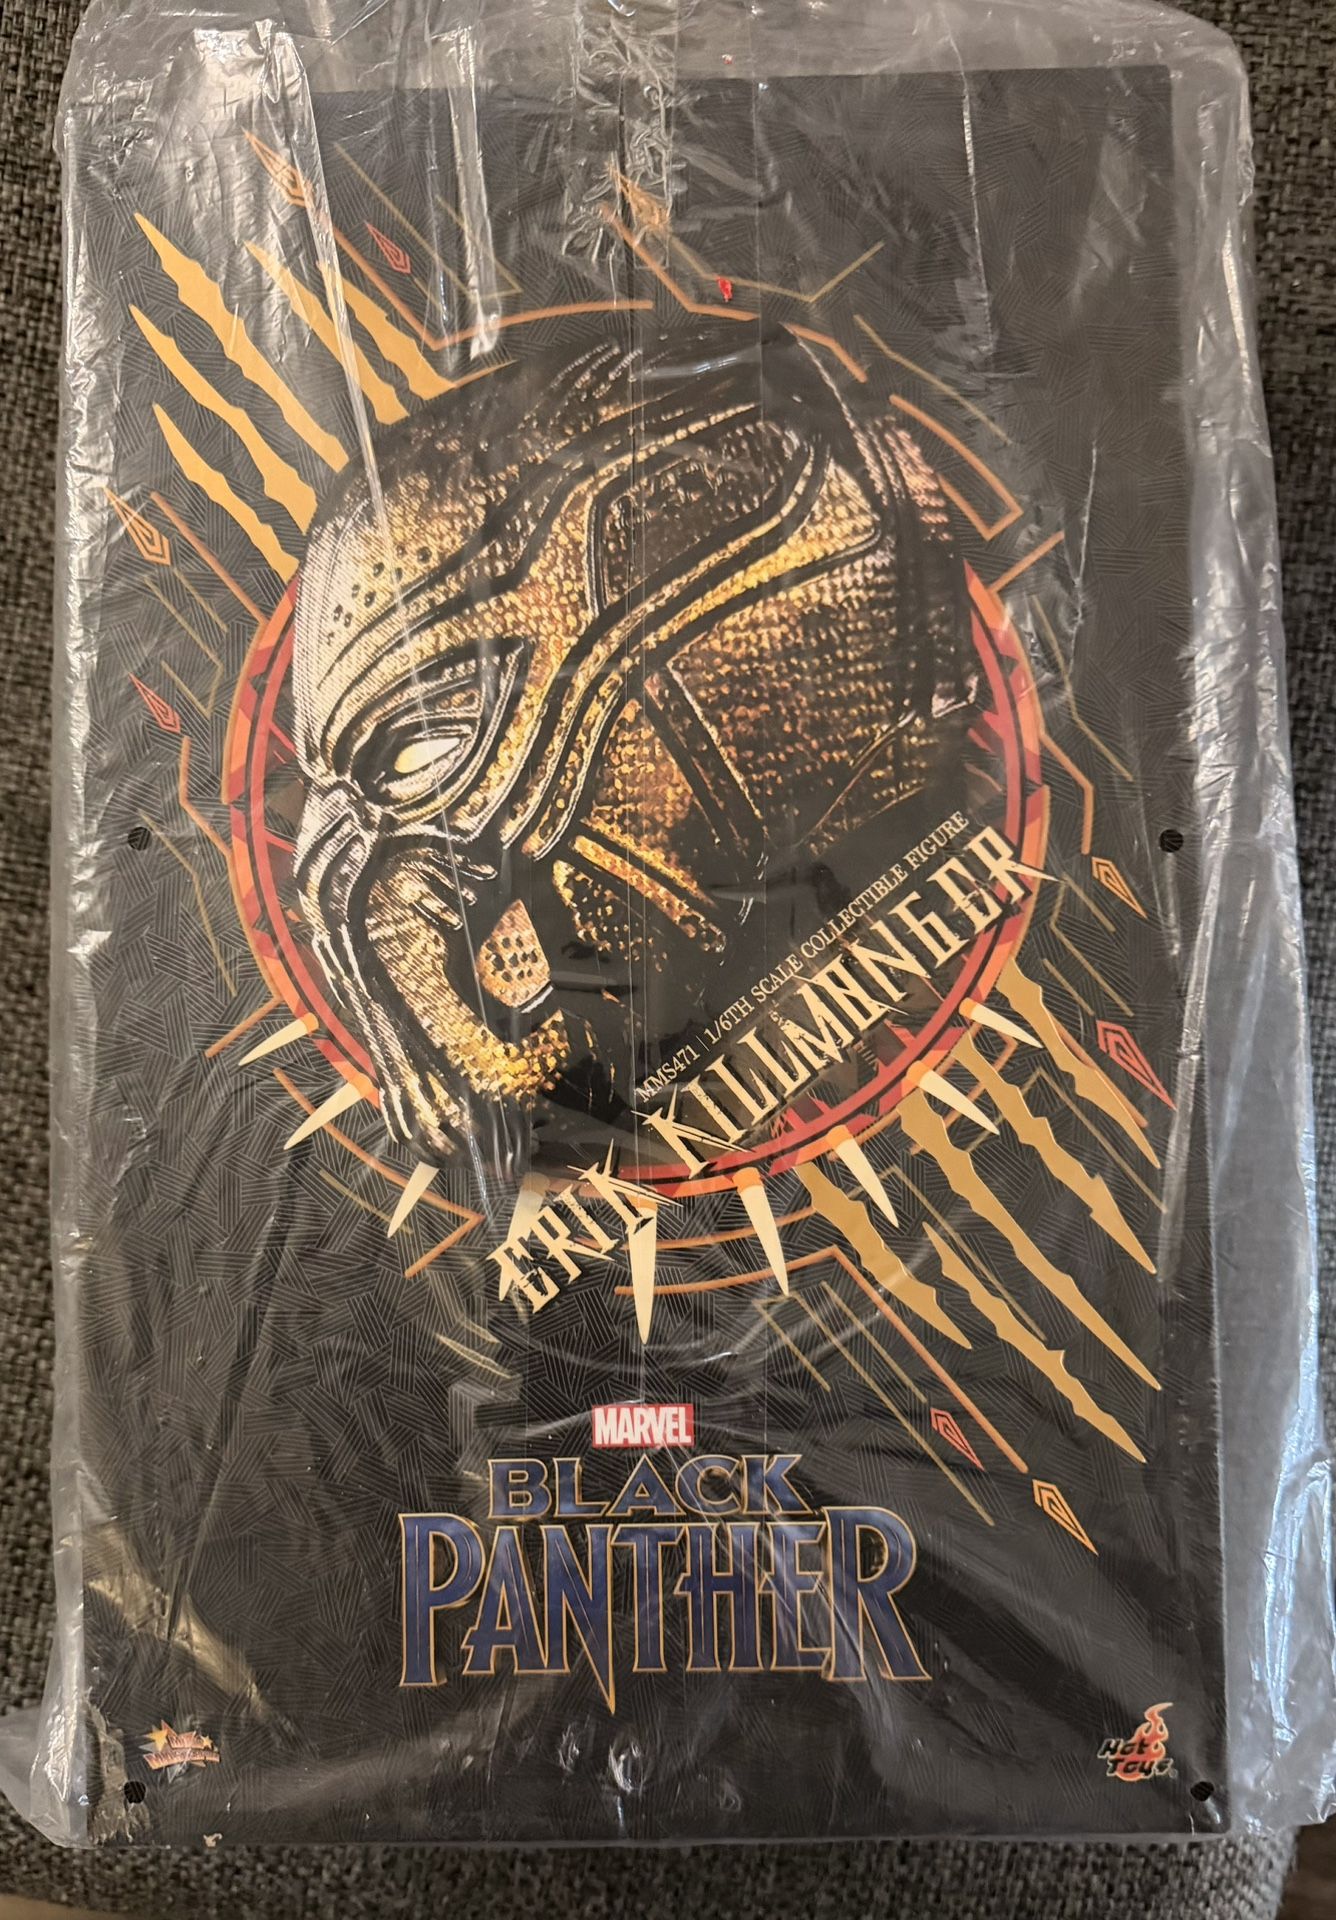 MMS471 | 1/6TH SCALE COLLECTIBLE FIGURE
ERIK KILLMONGER
MARVEL
BLACK
PANTHER
Hot
Toys